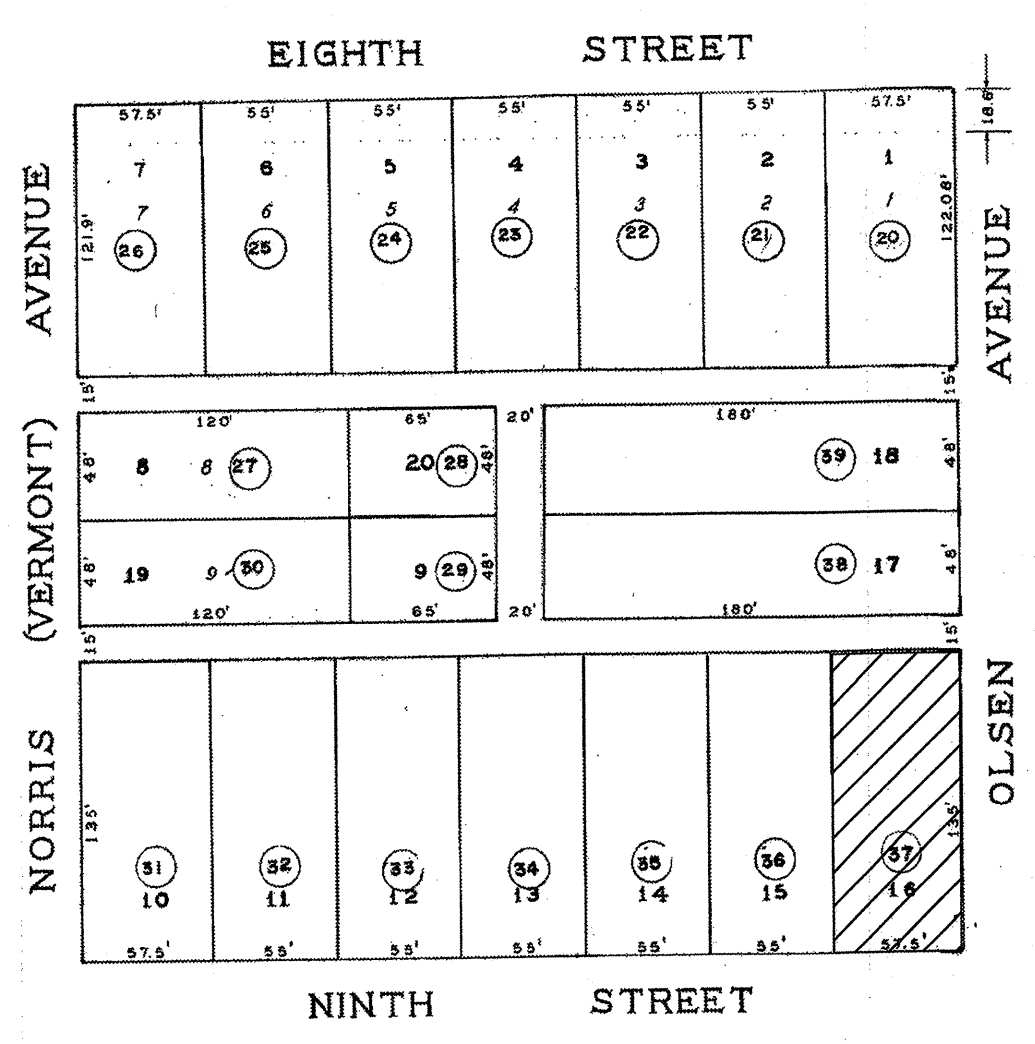 EIGHTH STREET
57.5' 55' 55' 55' 55' 55' 57.5'
18.6'
7 6 5 4 3 2 1
7 6 5 4 3 2 1
26 25 24 23 22 21 20
121.9'
122.08'
AVENUE
AVENUE
15'
15'
120' 65' 20' 180'
48' 8 8 27 20 28 48' 39 18 48'
48' 19 9 30 9 29 48' 38 17 48'
120' 65' 20' 180'
(VERMONT)
15'
15'
NORRIS
OLSEN
135'
135'
31 32 33 34 35 36 37
10 11 12 13 14 15 16
57.5' 55' 55' 55' 55' 55' 57.5'
NINTH STREET